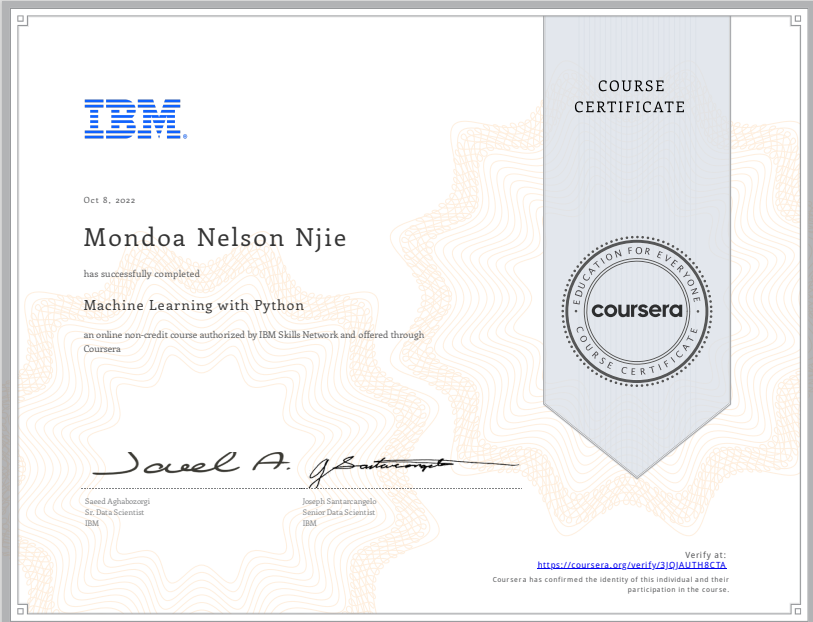 COURSE
CERTIFICATE
IBM®
Oct 8, 2022
Mondoa Nelson Njie
has successfully completed
Machine Learning with Python
an online non-credit course authorized by IBM Skills Network and offered through
Coursera
EDUCATION FOR EVERYONE
coursera
COURSE CERTIFICATE
Saeed A.
J Santarcangelo
Saeed Aghabozorgi
Sr. Data Scientist
IBM
Joseph Santarcangelo
Senior Data Scientist
IBM
Verify at:
https://coursera.org/verify/3JQJAUTH8CTA
Coursera has confirmed the identity of this individual and their
participation in the course.